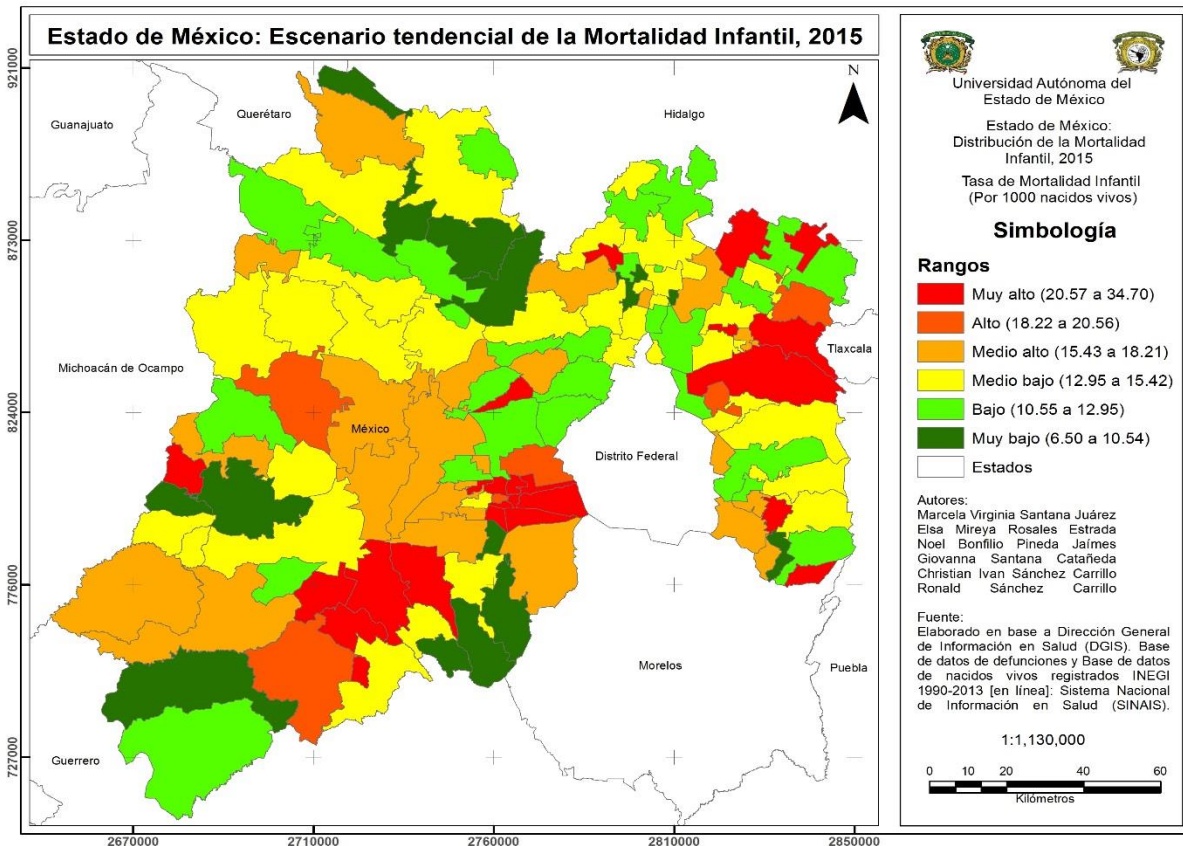 Estado de México: Escenario tendencial de la Mortalidad Infantil, 2015
921000
873000
824000
776000
727000
2670000
2710000
2760000
2810000
2850000
N
Guanajuato
Querétaro
Hidalgo
Michoacán de Ocampo
México
Distrito Federal
Tlaxcala
Morelos
Puebla
Guerrero
Universidad Autónoma del
Estado de México
Estado de México:
Distribución de la Mortalidad
Infantil, 2015
Tasa de Mortalidad Infantil
(Por 1000 nacidos vivos)
Simbología
Rangos
Muy alto (20.57 a 34.70)
Alto (18.22 a 20.56)
Medio alto (15.43 a 18.21)
Medio bajo (12.95 a 15.42)
Bajo (10.55 a 12.95)
Muy bajo (6.50 a 10.54)
Estados
Autores:
Marcela Virginia Santana Juárez
Elsa Mireya Rosales Estrada
Noel Bonfilio Pineda Jaímes
Giovanna Santana Catañeda
Christian Ivan Sánchez Carrillo
Ronald Sánchez Carrillo
Fuente:
Elaborado en base a Dirección General
de Información en Salud (DGIS). Base
de datos de defunciones y Base de datos
de nacidos vivos registrados INEGI
1990-2013 [en línea]: Sistema Nacional
de Información en Salud (SINAIS).
1:1,130,000
0 10 20 40 60
Kilómetros